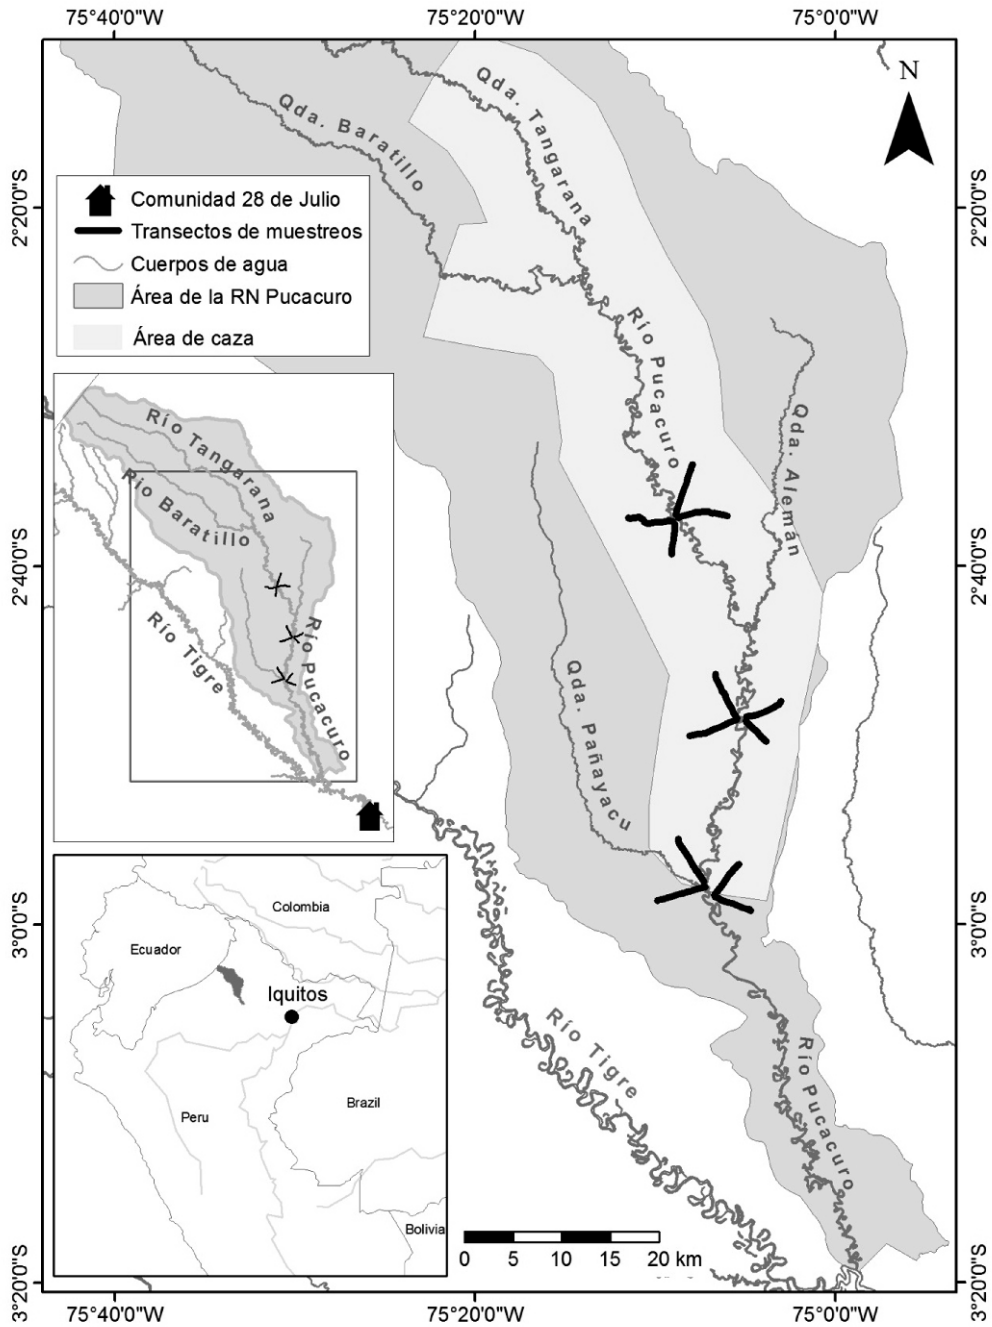 75°40'0"W
75°20'0"W
75°0'0"W
N
Qda. Tangarana
Qda. Baratillo
2°20'0"S
2°20'0"S
Comunidad 28 de Julio
Transectos de muestreos
Cuerpos de agua
Área de la RN Pucacuro
Área de caza
Río Pucacuro
Qda. Alemán
Río Tangarana
Río Baratillo
Río Tigre
Río Pucacuro
2°40'0"S
2°40'0"S
Qda. Pañayacu
3°0'0"S
3°0'0"S
Colombia
Ecuador
Iquitos
Peru
Brazil
Bolivia
Río Tigre
Río Pucacuro
0 5 10 15 20 km
3°20'0"S
3°20'0"S
75°40'0"W
75°20'0"W
75°0'0"W